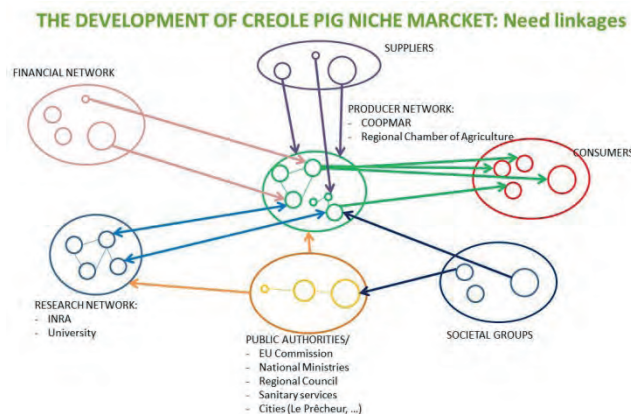 THE DEVELOPMENT OF CREOLE PIG NICHE MARCKET: Need linkages
SUPPLIERS
FINANCIAL NETWORK
PRODUCER NETWORK:
- COOPMAR
- Regional Chamber of Agriculture
CONSUMERS
RESEARCH NETWORK:
- INRA
- University
PUBLIC AUTHORITIES/
- EU Commission
- National Ministries
- Regional Council
- Sanitary services
- Cities (Le Prêcheur, ...)
SOCIETAL GROUPS